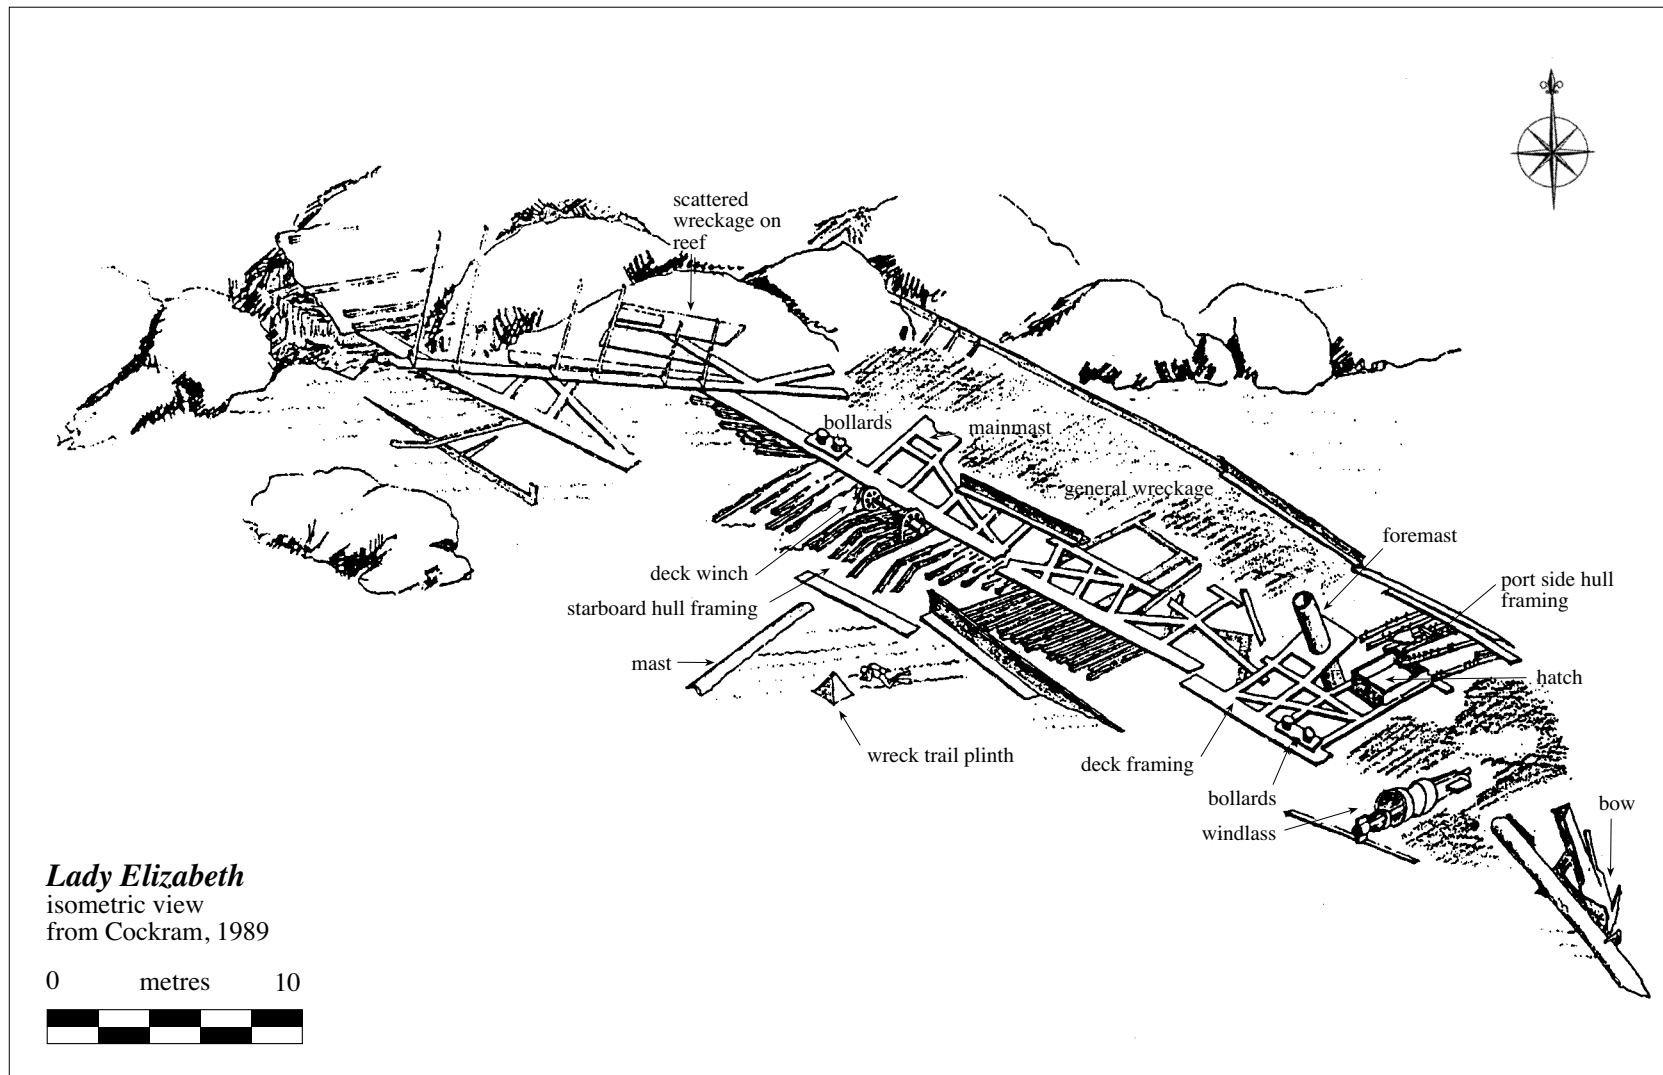 scattered
wreckage on
reef
bollards
mainmast
general wreckage
foremast
deck winch
port side hull
framing
starboard hull framing
mast
hatch
wreck trail plinth
deck framing
bollards
bow
windlass
Lady Elizabeth
isometric view
from Cockram, 1989
0 metres 10